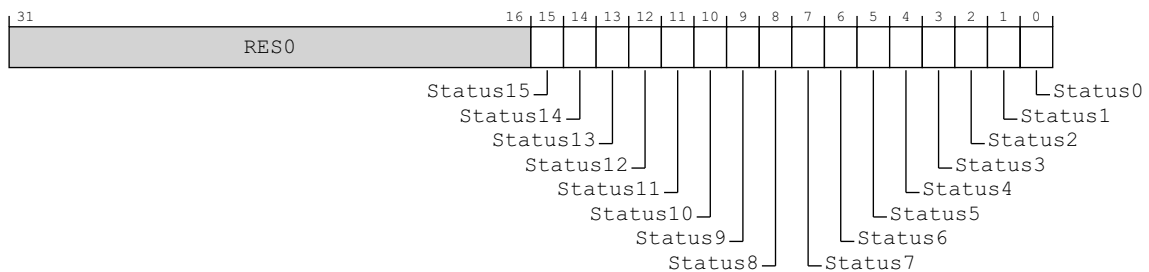 31 16 15 14 13 12 11 10 9 8 7 6 5 4 3 2 1 0
RES0
Status15 Status0
Status14 Status1
Status13 Status2
Status12 Status3
Status11 Status4
Status10 Status5
Status9 Status6
Status8 Status7